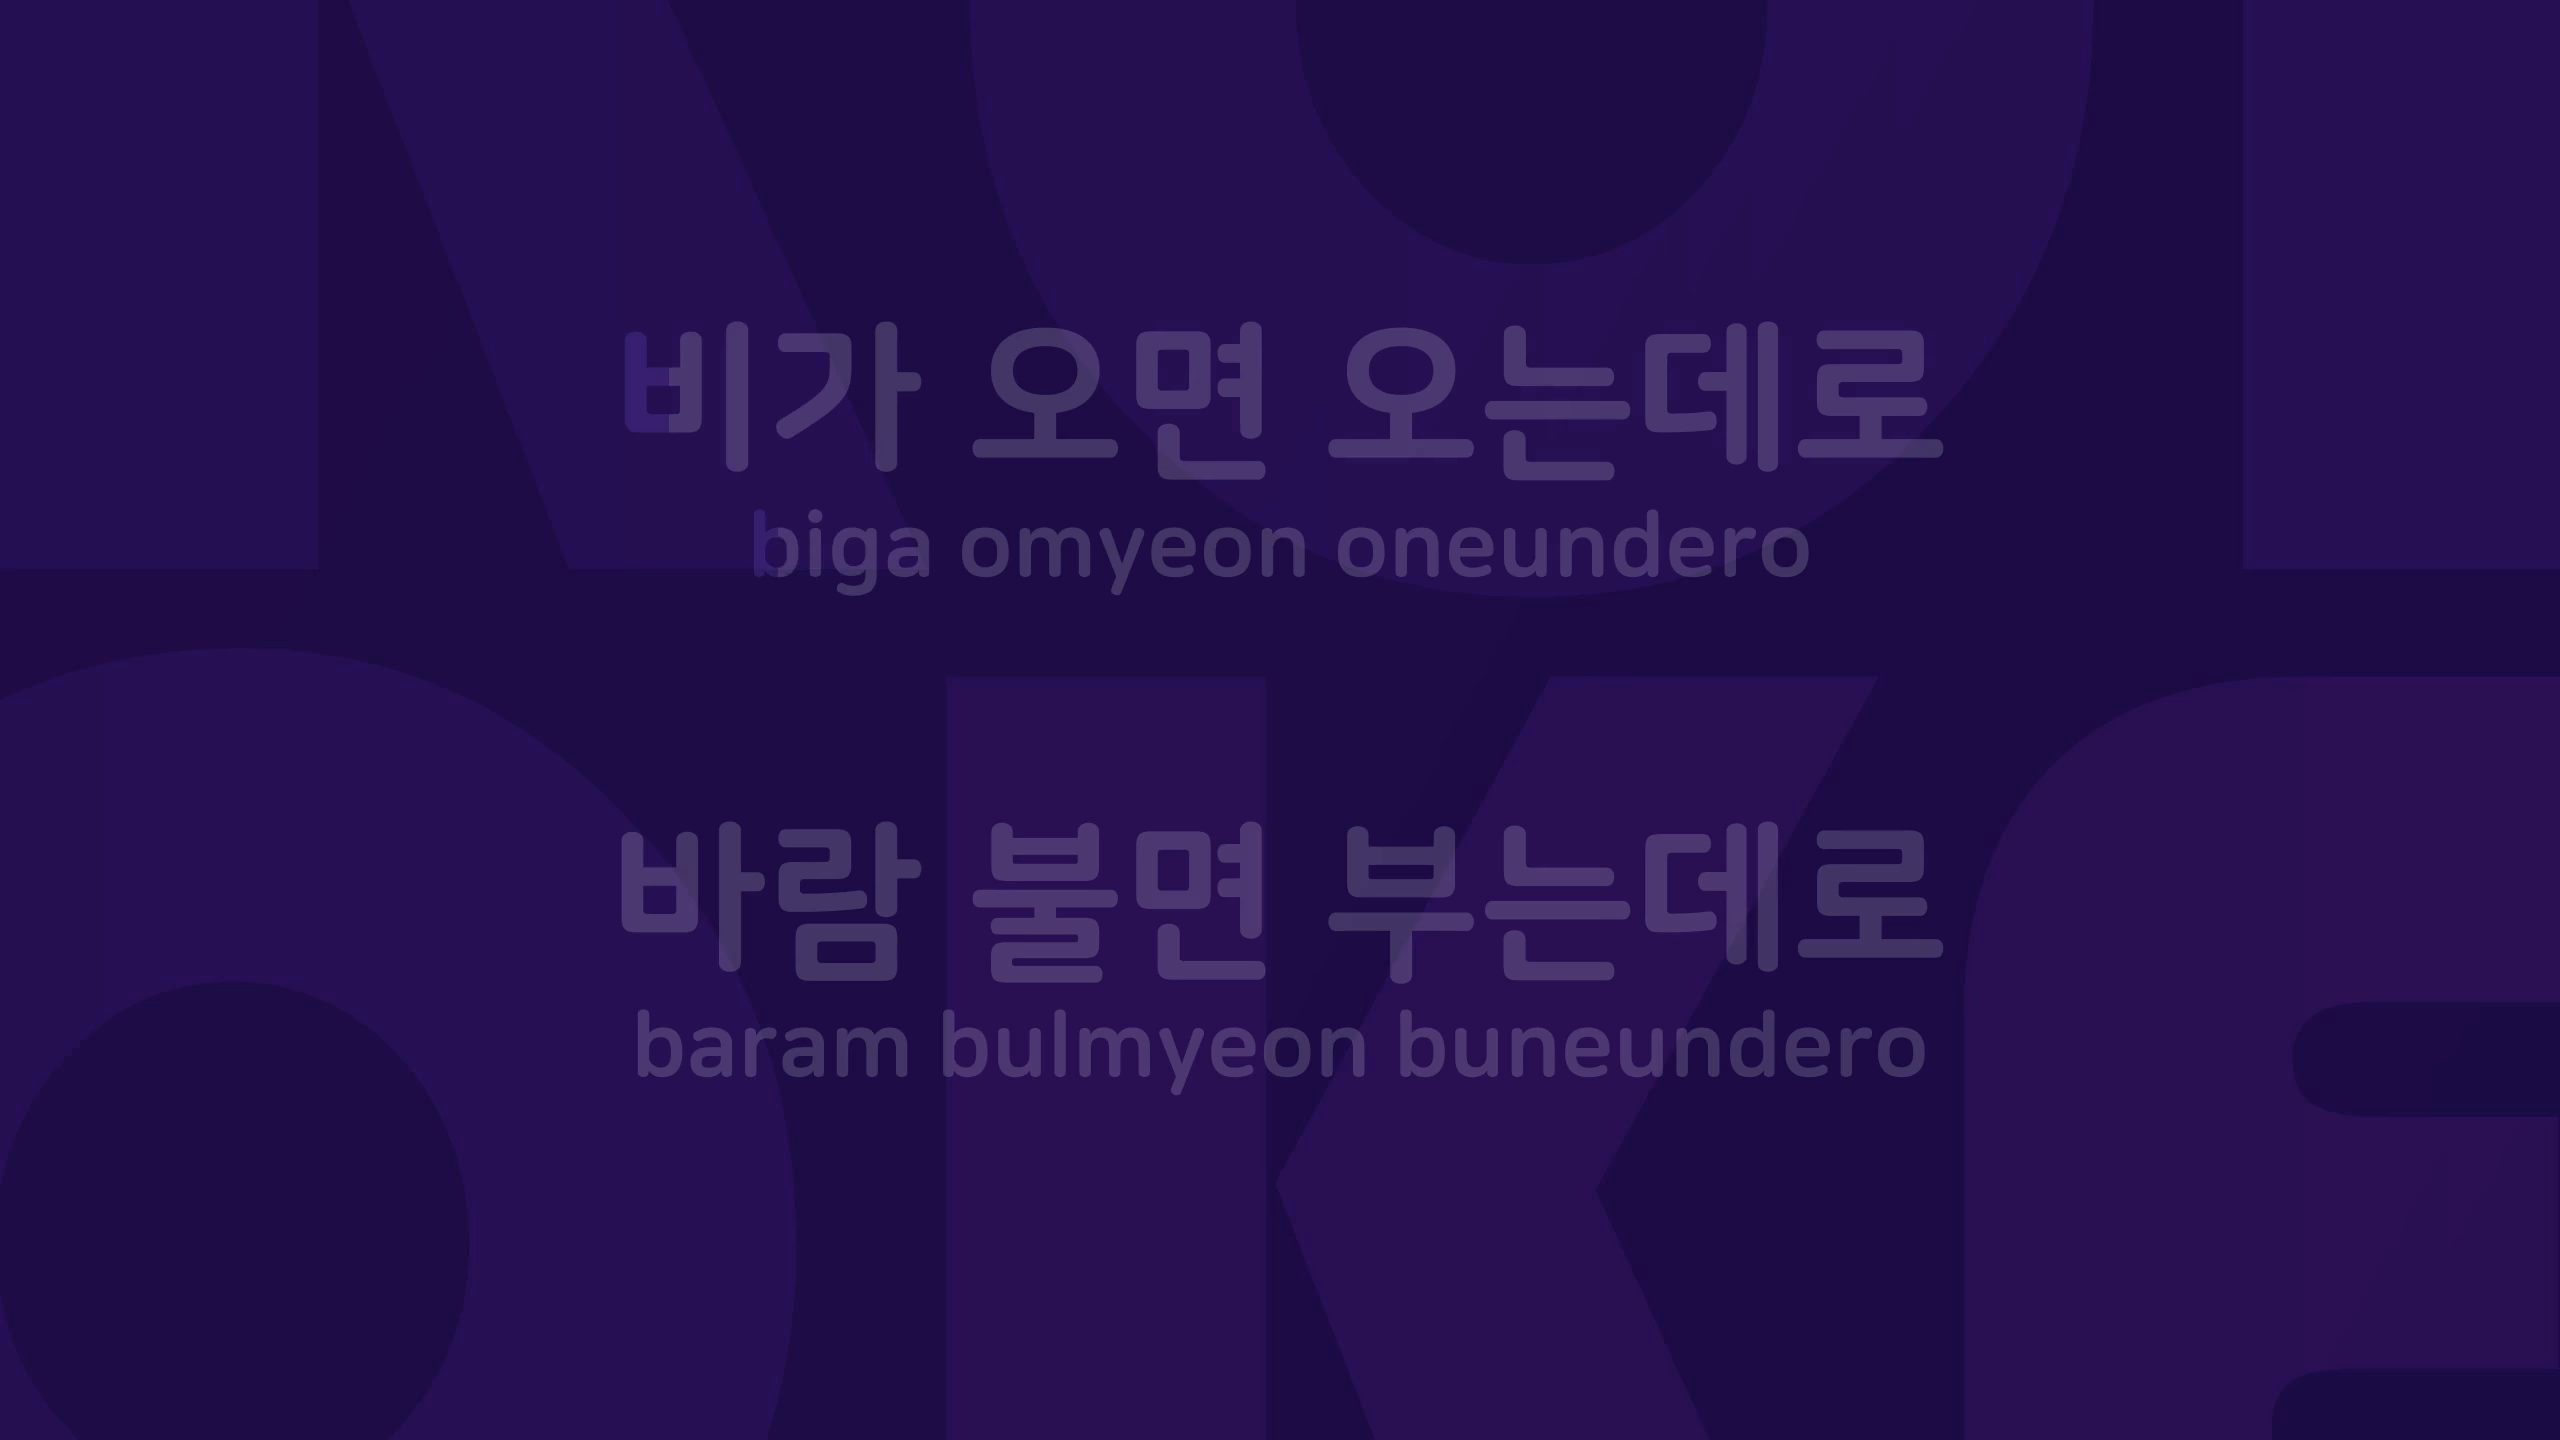 비가 오면 오는데로
biga omyeon oneundero
바람 불면 부는데로
baram bulmyeon buneundero